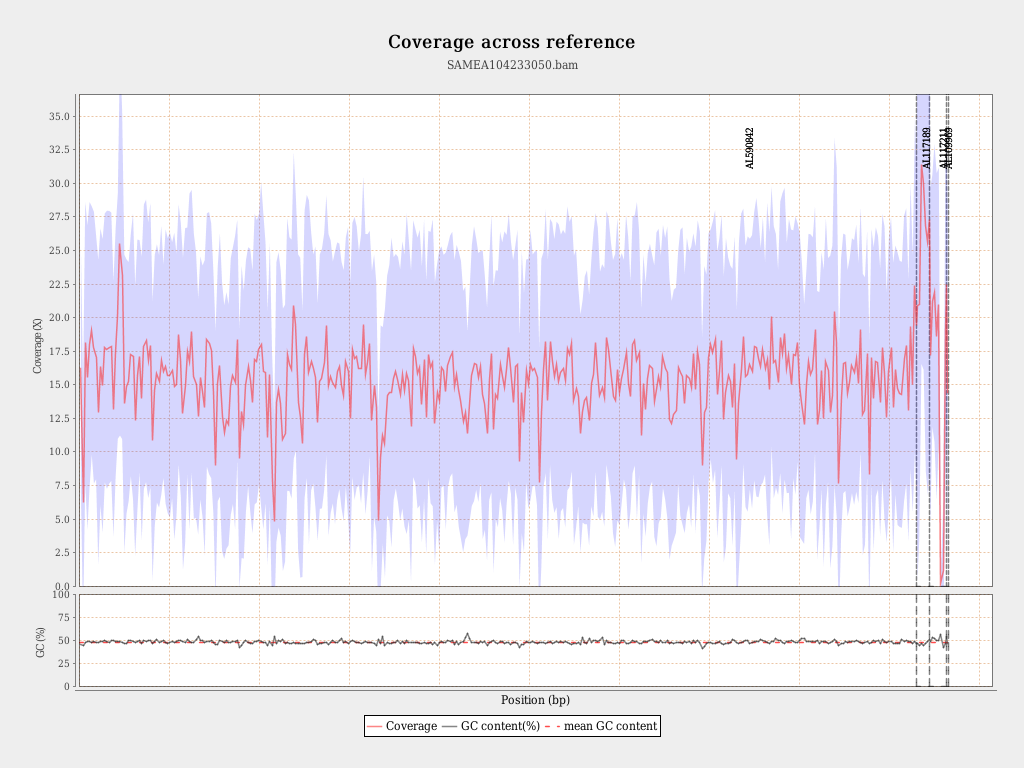 Coverage across reference
SAMEA104233050.bam
Coverage (X)
35.0
32.5
30.0
27.5
25.0
22.5
20.0
17.5
15.0
12.5
10.0
7.5
5.0
2.5
0.0
AL590842
AL117189
AL117211
AL109969
GC (%)
100
75
50
25
0
Position (bp)
Coverage GC content(%) mean GC content